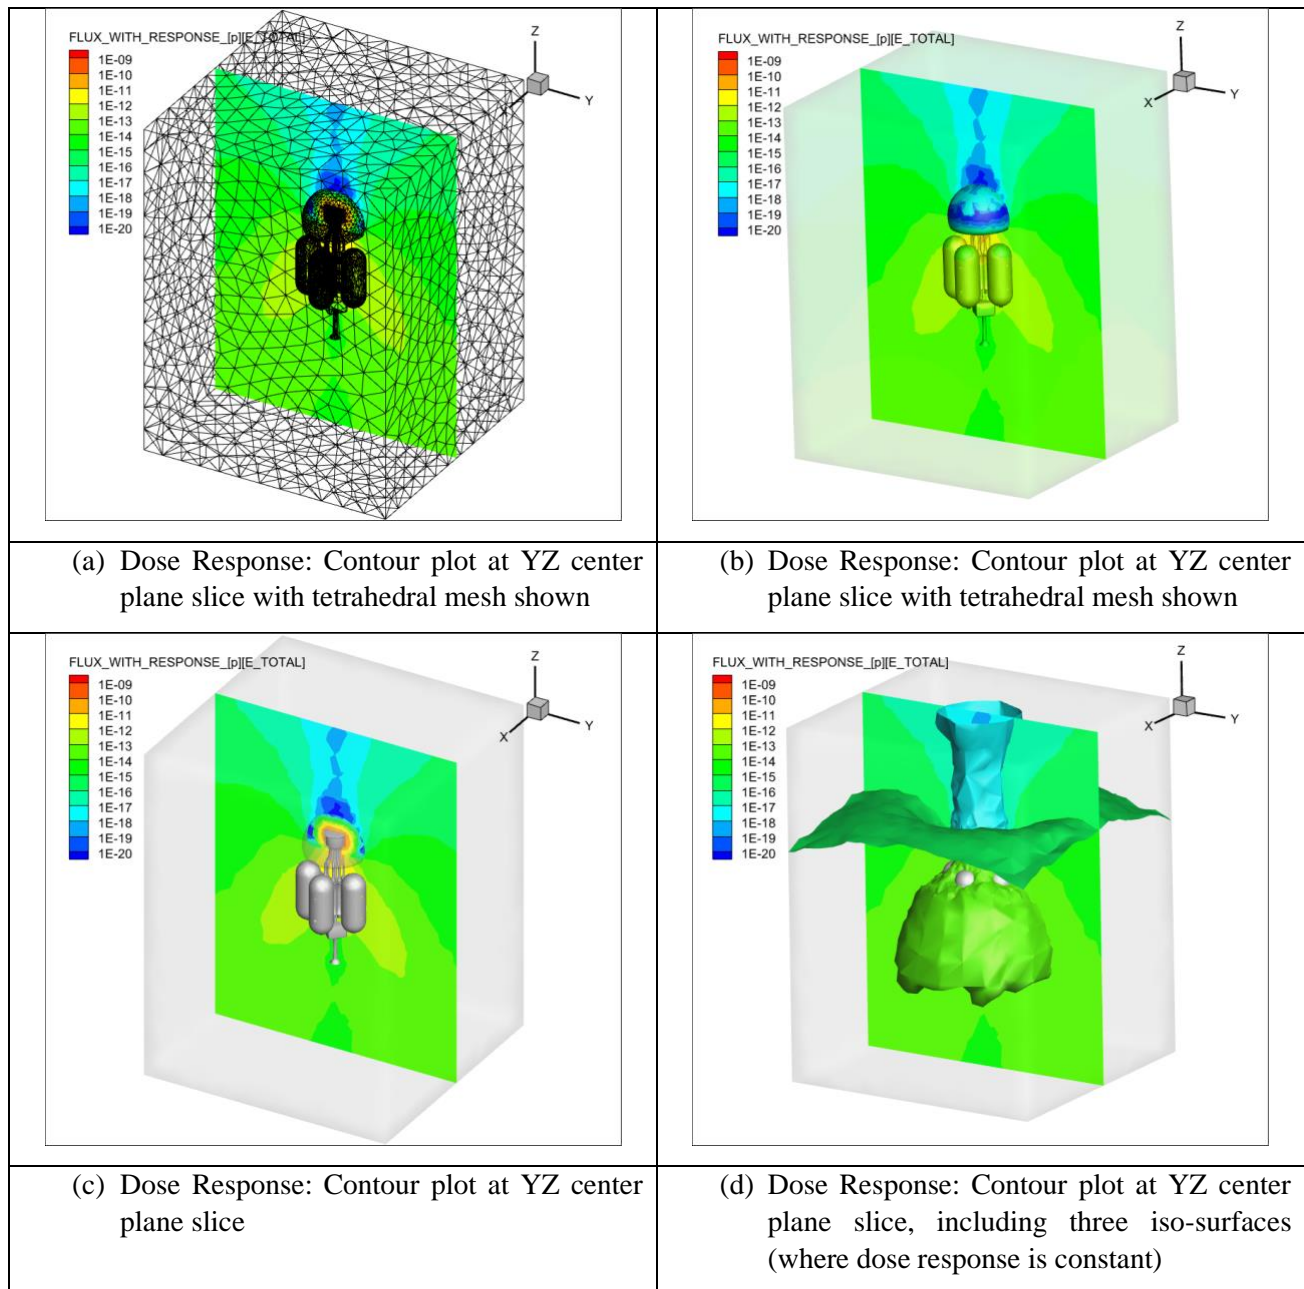 FLUX_WITH_RESPONSE_[p][E_TOTAL]
1E-09
1E-10
1E-11
1E-12
1E-13
1E-14
1E-15
1E-16
1E-17
1E-18
1E-19
1E-20
Z
Y
FLUX_WITH_RESPONSE_[p][E_TOTAL]
1E-09
1E-10
1E-11
1E-12
1E-13
1E-14
1E-15
1E-16
1E-17
1E-18
1E-19
1E-20
Z
X
Y
(a) Dose Response: Contour plot at YZ center
plane slice with tetrahedral mesh shown
(b) Dose Response: Contour plot at YZ center
plane slice with tetrahedral mesh shown
FLUX_WITH_RESPONSE_[p][E_TOTAL]
1E-09
1E-10
1E-11
1E-12
1E-13
1E-14
1E-15
1E-16
1E-17
1E-18
1E-19
1E-20
Z
X
Y
FLUX_WITH_RESPONSE_[p][E_TOTAL]
1E-09
1E-10
1E-11
1E-12
1E-13
1E-14
1E-15
1E-16
1E-17
1E-18
1E-19
1E-20
Z
X
Y
(c) Dose Response: Contour plot at YZ center
plane slice
(d) Dose Response: Contour plot at YZ center
plane slice, including three iso-surfaces
(where dose response is constant)